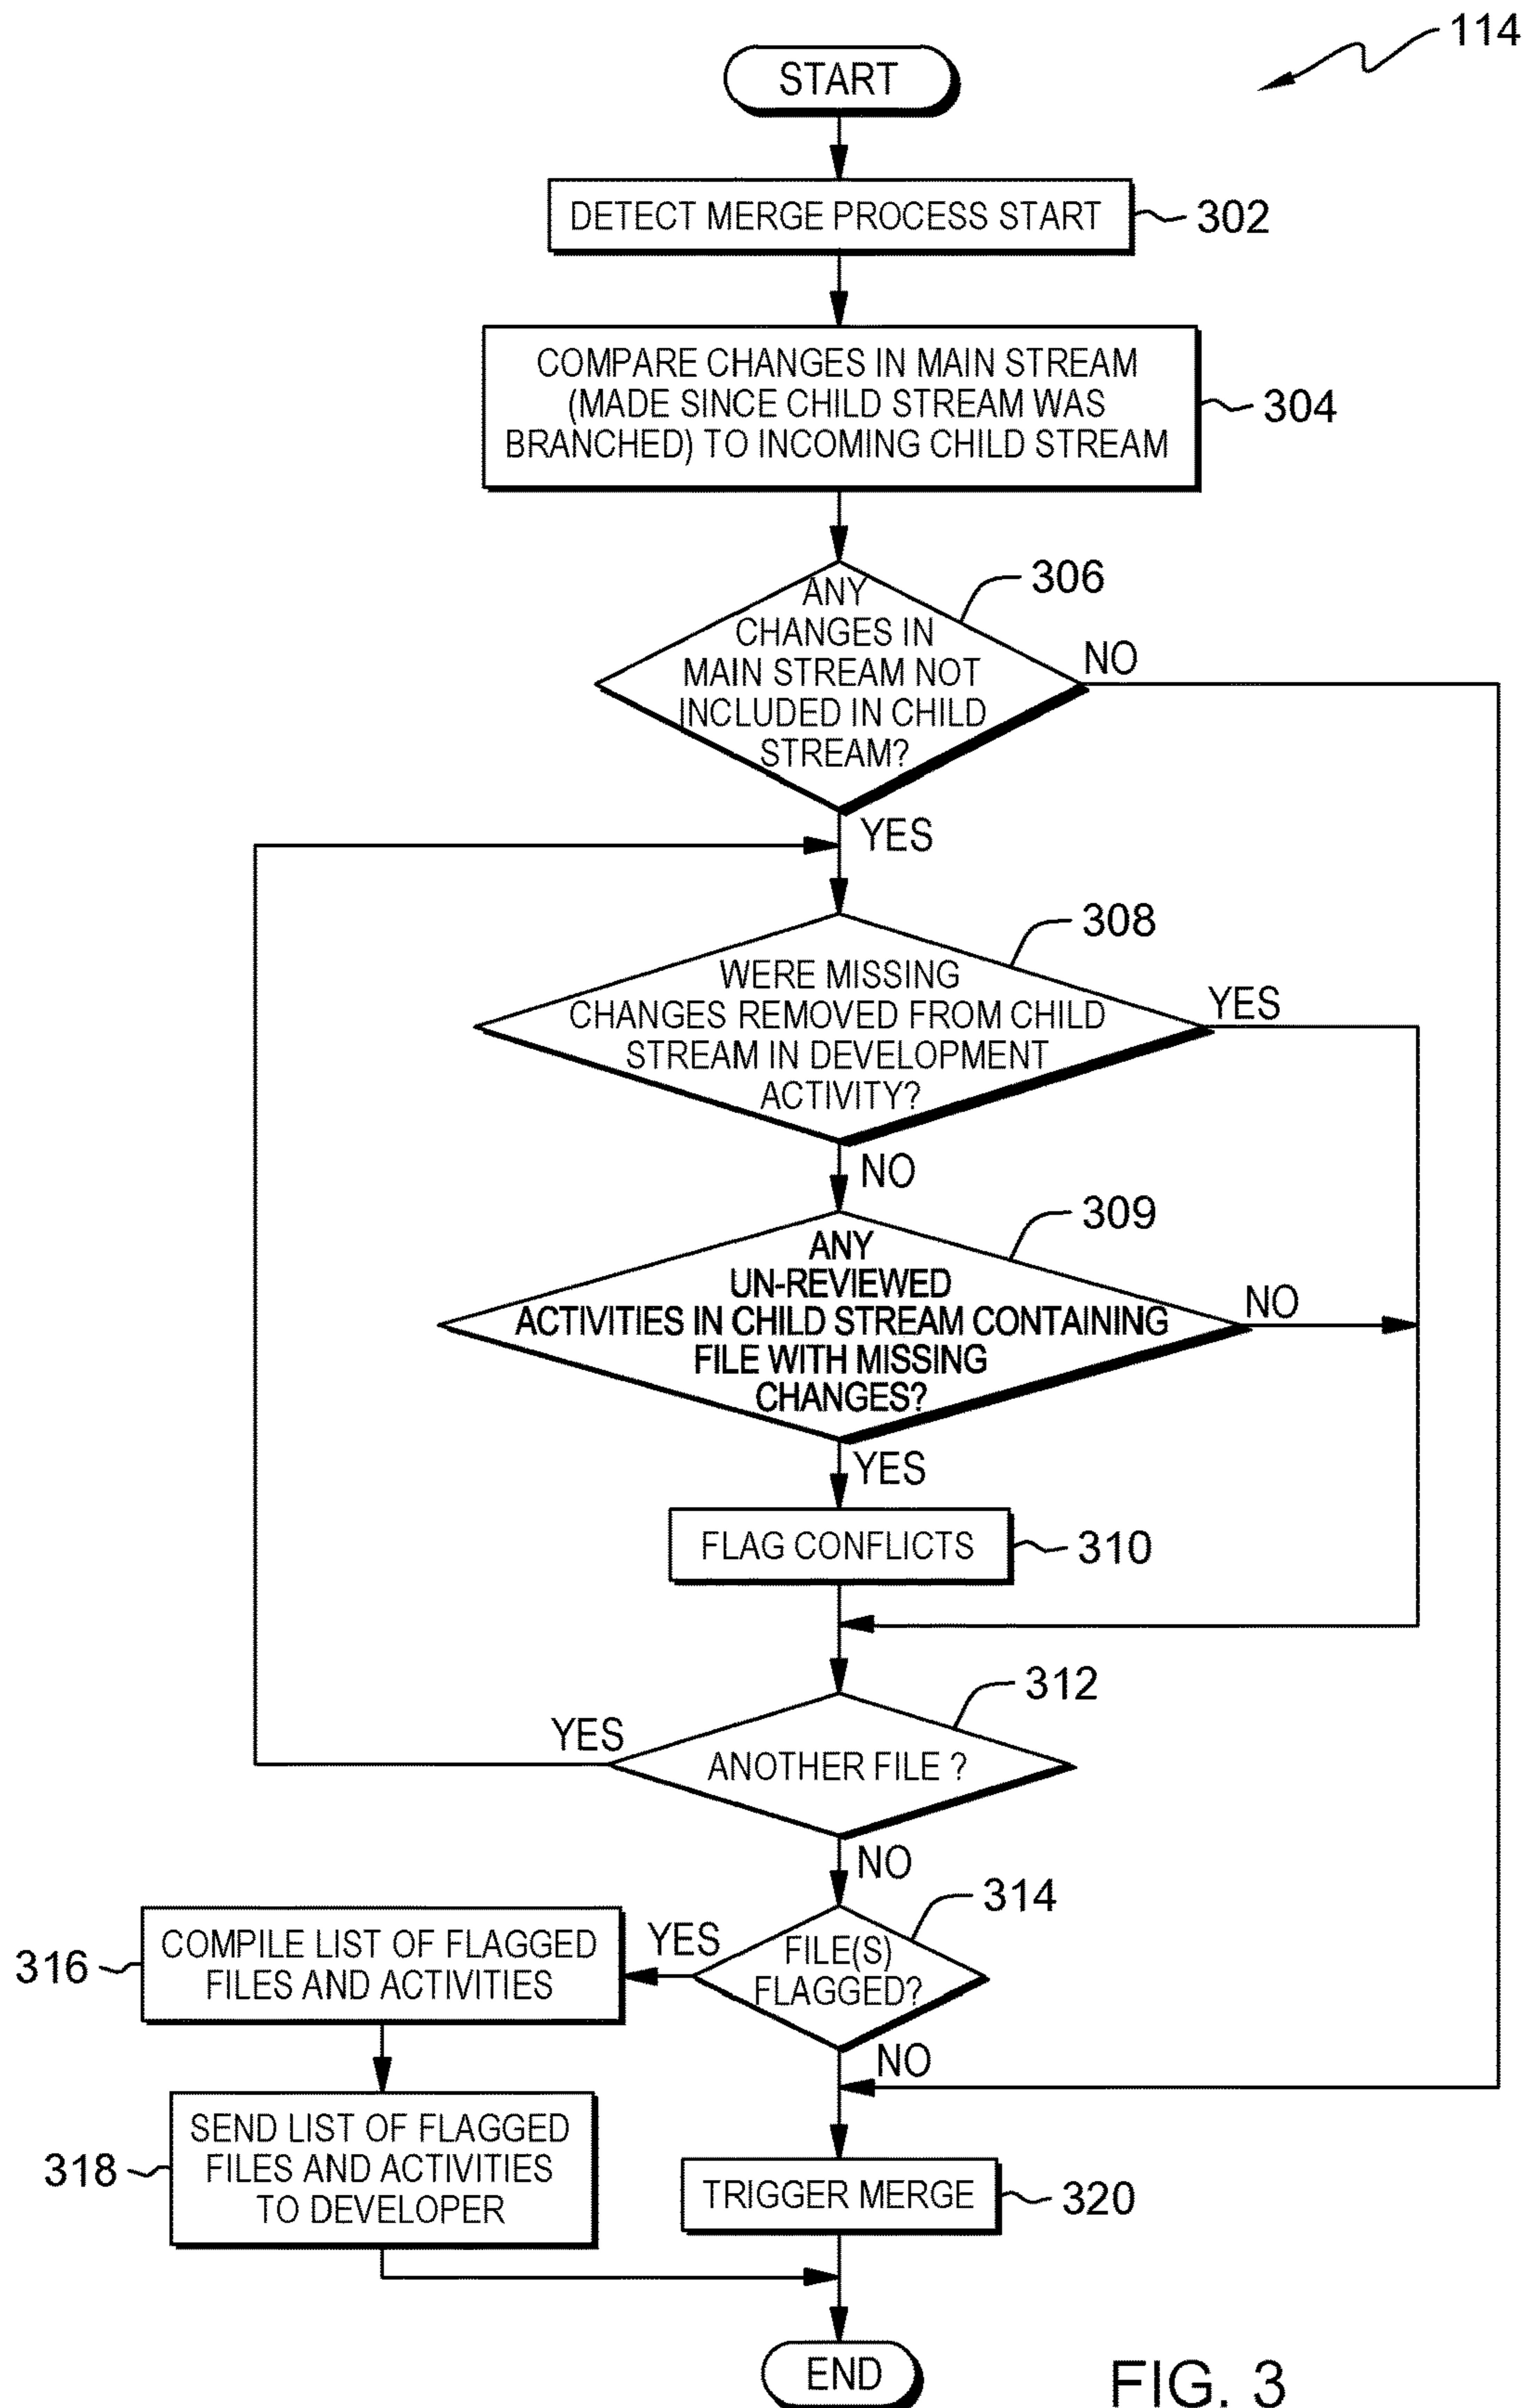 114
START
DETECT MERGE PROCESS START
302
COMPARE CHANGES IN MAIN STREAM
(MADE SINCE CHILD STREAM WAS
BRANCHED) TO INCOMING CHILD STREAM
304
306
ANY
CHANGES IN
MAIN STREAM NOT
INCLUDED IN CHILD
STREAM?
NO
YES
308
WERE MISSING
CHANGES REMOVED FROM CHILD
STREAM IN DEVELOPMENT
ACTIVITY?
YES
NO
309
ANY
UN-REVIEWED
ACTIVITIES IN CHILD STREAM CONTAINING
FILE WITH MISSING
CHANGES?
NO
YES
FLAG CONFLICTS
310
312
YES
ANOTHER FILE ?
NO
314
FILE(S)
FLAGGED?
YES
COMPILE LIST OF FLAGGED
FILES AND ACTIVITIES
316
NO
SEND LIST OF FLAGGED
FILES AND ACTIVITIES
TO DEVELOPER
318
TRIGGER MERGE
320
END
FIG. 3